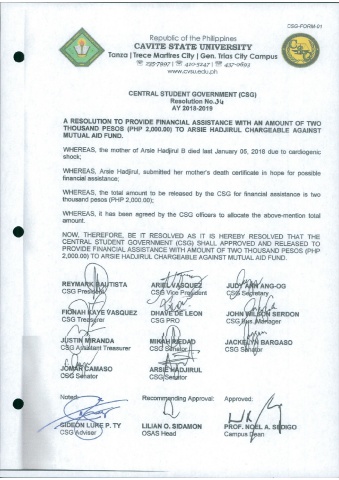 CSG-FORM-01
Republic of the Philippines
CAVITE STATE UNIVERSITY
Tanza | Trece Martires City | Gen. Trias City Campus
www.cvsu.edu.ph
CENTRAL STUDENT GOVERNMENT (CSG)
Resolution No.
AY 2018-2019
A RESOLUTION TO PROVIDE FINANCIAL ASSISTANCE WITH AN AMOUNT OF TWO
THOUSAND PESOS (PHP 2,000.00) TO ARSIE HADJIRUL CHARGEABLE AGAINST
MUTUAL AID FUND.
WHEREAS, the mother of Arsie Hadjirul B died last January 05, 2018 due to cardiogenic
shock;
WHEREAS, Arsie Hadjirul, submitted her mother's death certificate in hope for possible
financial assistance;
WHEREAS, the total amount to be released by the CSG for financial assistance is two
thousand pesos (PHP 2,000.00);
WHEREAS, it has been agreed by the CSG officers to allocate the above-mention total
amount.
NOW, THEREFORE, BE IT RESOLVED AS IT IS HEREBY RESOLVED THAT THE
CENTRAL STUDENT GOVERNMENT (CSG) SHALL APPROVED AND RELEASED TO
PROVIDE FINANCIAL ASSISTANCE WITH AMOUNT OF TWO THOUSAND PESOS (PHP
2,000.00) TO ARSIE HADJIRUL CHARGEABLE AGAINST MUTUAL AID FUND.
REYMARK BAUTISTA ARIEL VASQUEZ JUDY ANN ANG-OG
CSG President CSG Vice President CSG Secretary
FIONAH KAYE VASQUEZ DHAVE DE LEON JOHN WILSON SERDON
CSG Treasurer CSG PRO CSG Bus. Manager
JUSTIN MIRANDA MIKAH PIEDAD JACKELYN BARGASO
CSG Assistant Treasurer CSG Senator CSG Senator
JOMAR CAMASO ARSIE HADJIRUL
CSG Senator CSG Senator
Noted: Recommending Approval: Approved:
GIDEON LUKE P. TY LILIAN O. SIDAMON PROF. NOEL A. SEDIGO
CSG Adviser OSAS Head Campus Dean